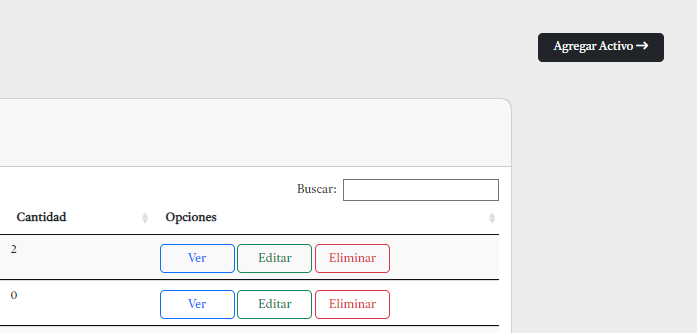 Agregar Activo →
Buscar:
Cantidad Opciones
2 Ver Editar Eliminar
0 Ver Editar Eliminar